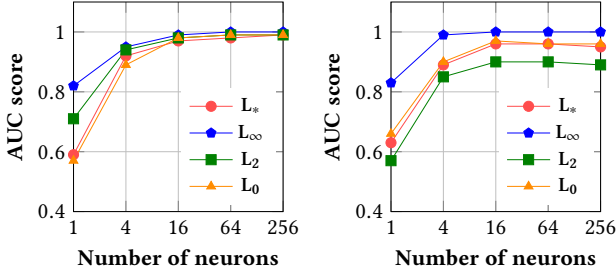 AUC score
1
0.8
0.6
0.4
L*
L∞
L2
L0
1 4 16 64 256
Number of neurons
AUC score
1
0.8
0.6
0.4
L*
L∞
L2
L0
1 4 16 64 256
Number of neurons